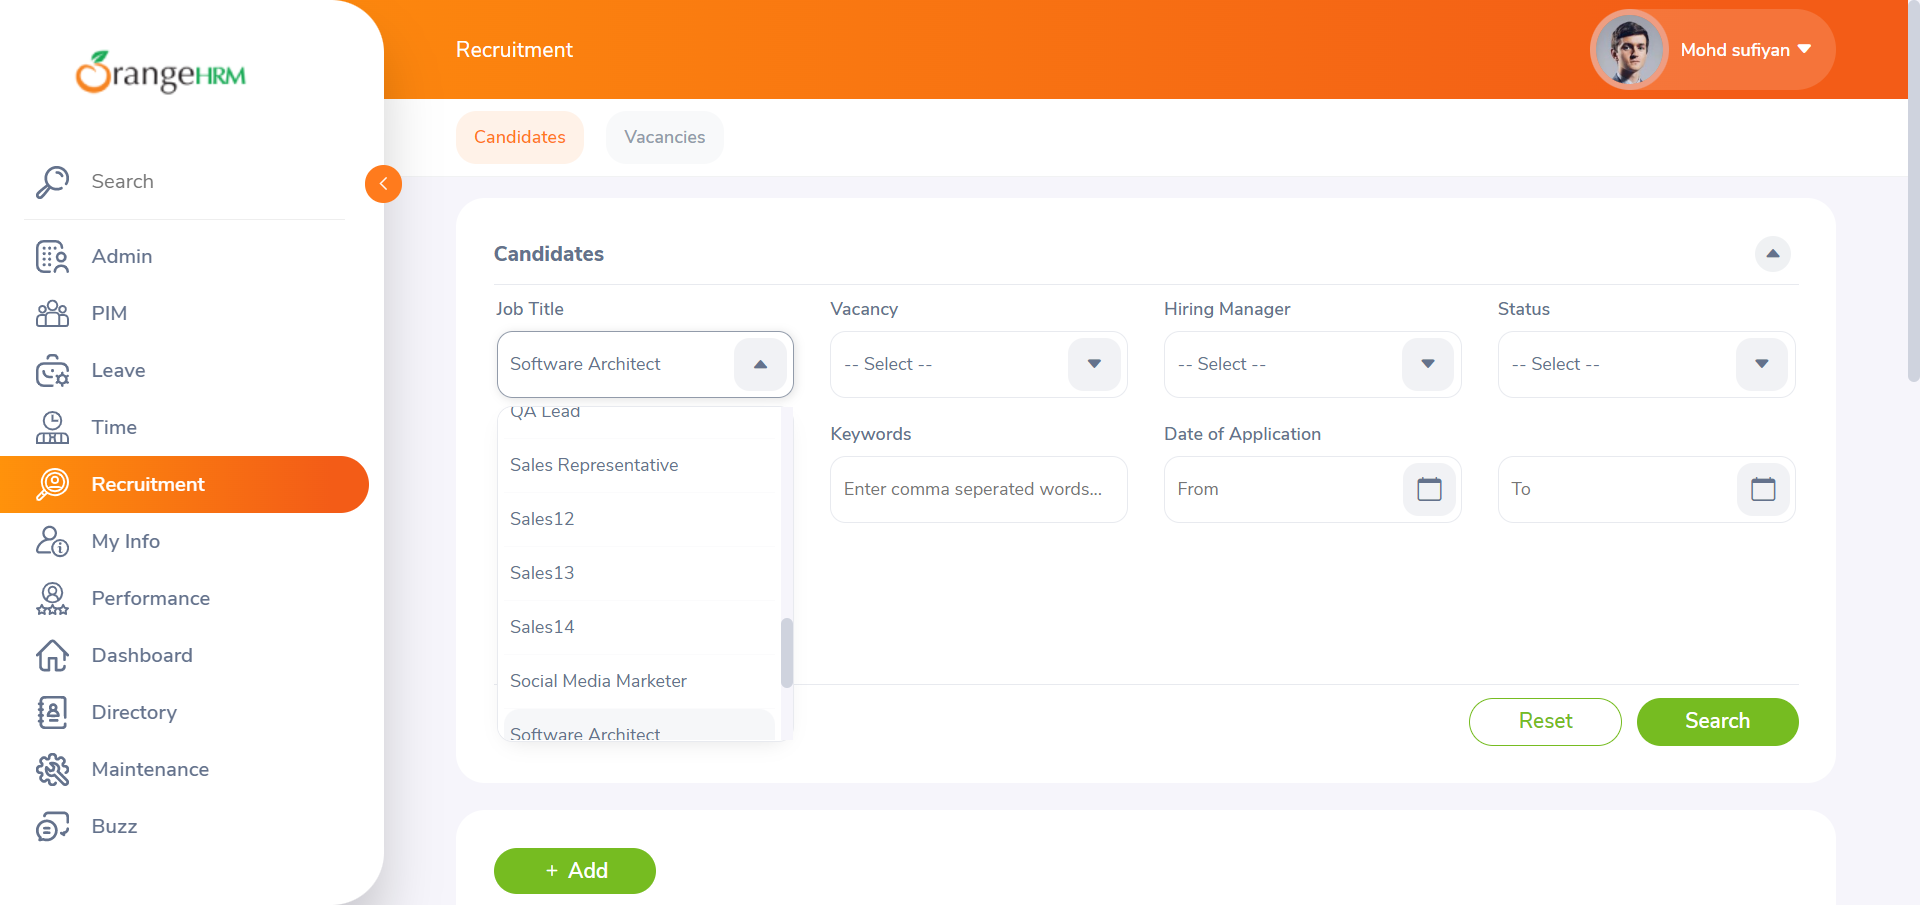 OrangeHRM
Recruitment
Mohd sufiyan
Candidates
Vacancies
Search
Admin
PIM
Leave
Time
Recruitment
My Info
Performance
Dashboard
Directory
Maintenance
Buzz
Candidates
Job Title
Vacancy
Hiring Manager
Status
Software Architect
-- Select --
-- Select --
-- Select --
QA Lead
Sales Representative
Sales12
Sales13
Sales14
Social Media Marketer
Software Architect
Keywords
Date of Application
Enter comma seperated words...
From
To
Reset
Search
+ Add